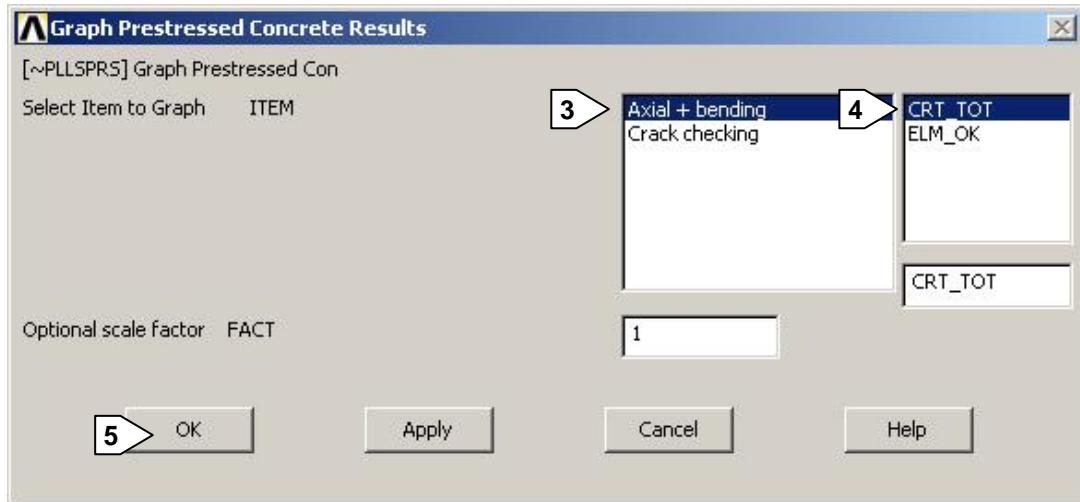 Graph Prestressed Concrete Results
[~PLLSPRS] Graph Prestressed Con
Select Item to Graph ITEM
3
Axial + bending
Crack checking
4
CRT_TOT
ELM_OK
CRT_TOT
Optional scale factor FACT
1
5
OK Apply Cancel Help